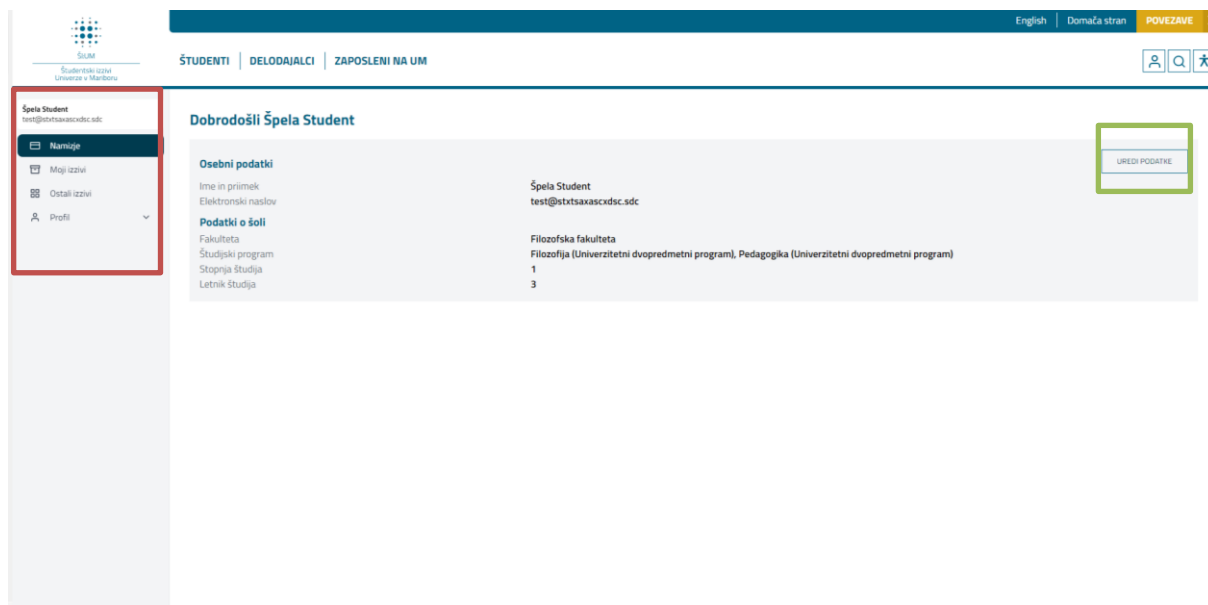 English
Domača stran
POVEZAVE
ŠIUM
Študentski izzivi
Univerze v Mariboru
ŠTUDENTI
DELODAJALCI
ZAPOSLENI NA UM
Špela Student
test@stxtsaxascxdsc.sdc
Namizje
Moji izzivi
Ostali izzivi
Profil
Dobrodošli Špela Student
Osebni podatki
UREDI PODATKE
Ime in priimek Špela Student
Elektronski naslov test@stxtsaxascxdsc.sdc
Podatki o šoli
Fakulteta Filozofska fakulteta
Študijski program Filozofija (Univerzitetni dvopredmetni program), Pedagogika (Univerzitetni dvopredmetni program)
Stopnja študija 1
Letnik študija 3